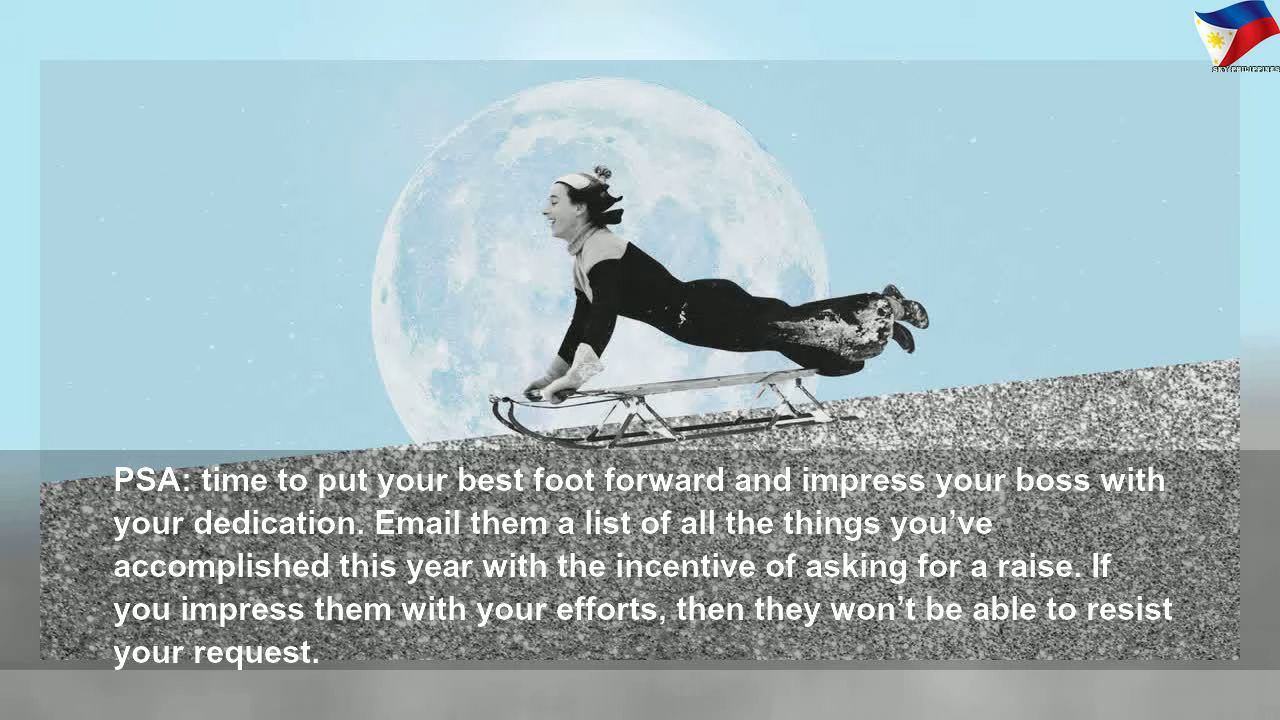 SKYPHILIPPINES
PSA: time to put your best foot forward and impress your boss with
your dedication. Email them a list of all the things you’ve
accomplished this year with the incentive of asking for a raise. If
you impress them with your efforts, then they won’t be able to resist
your request.